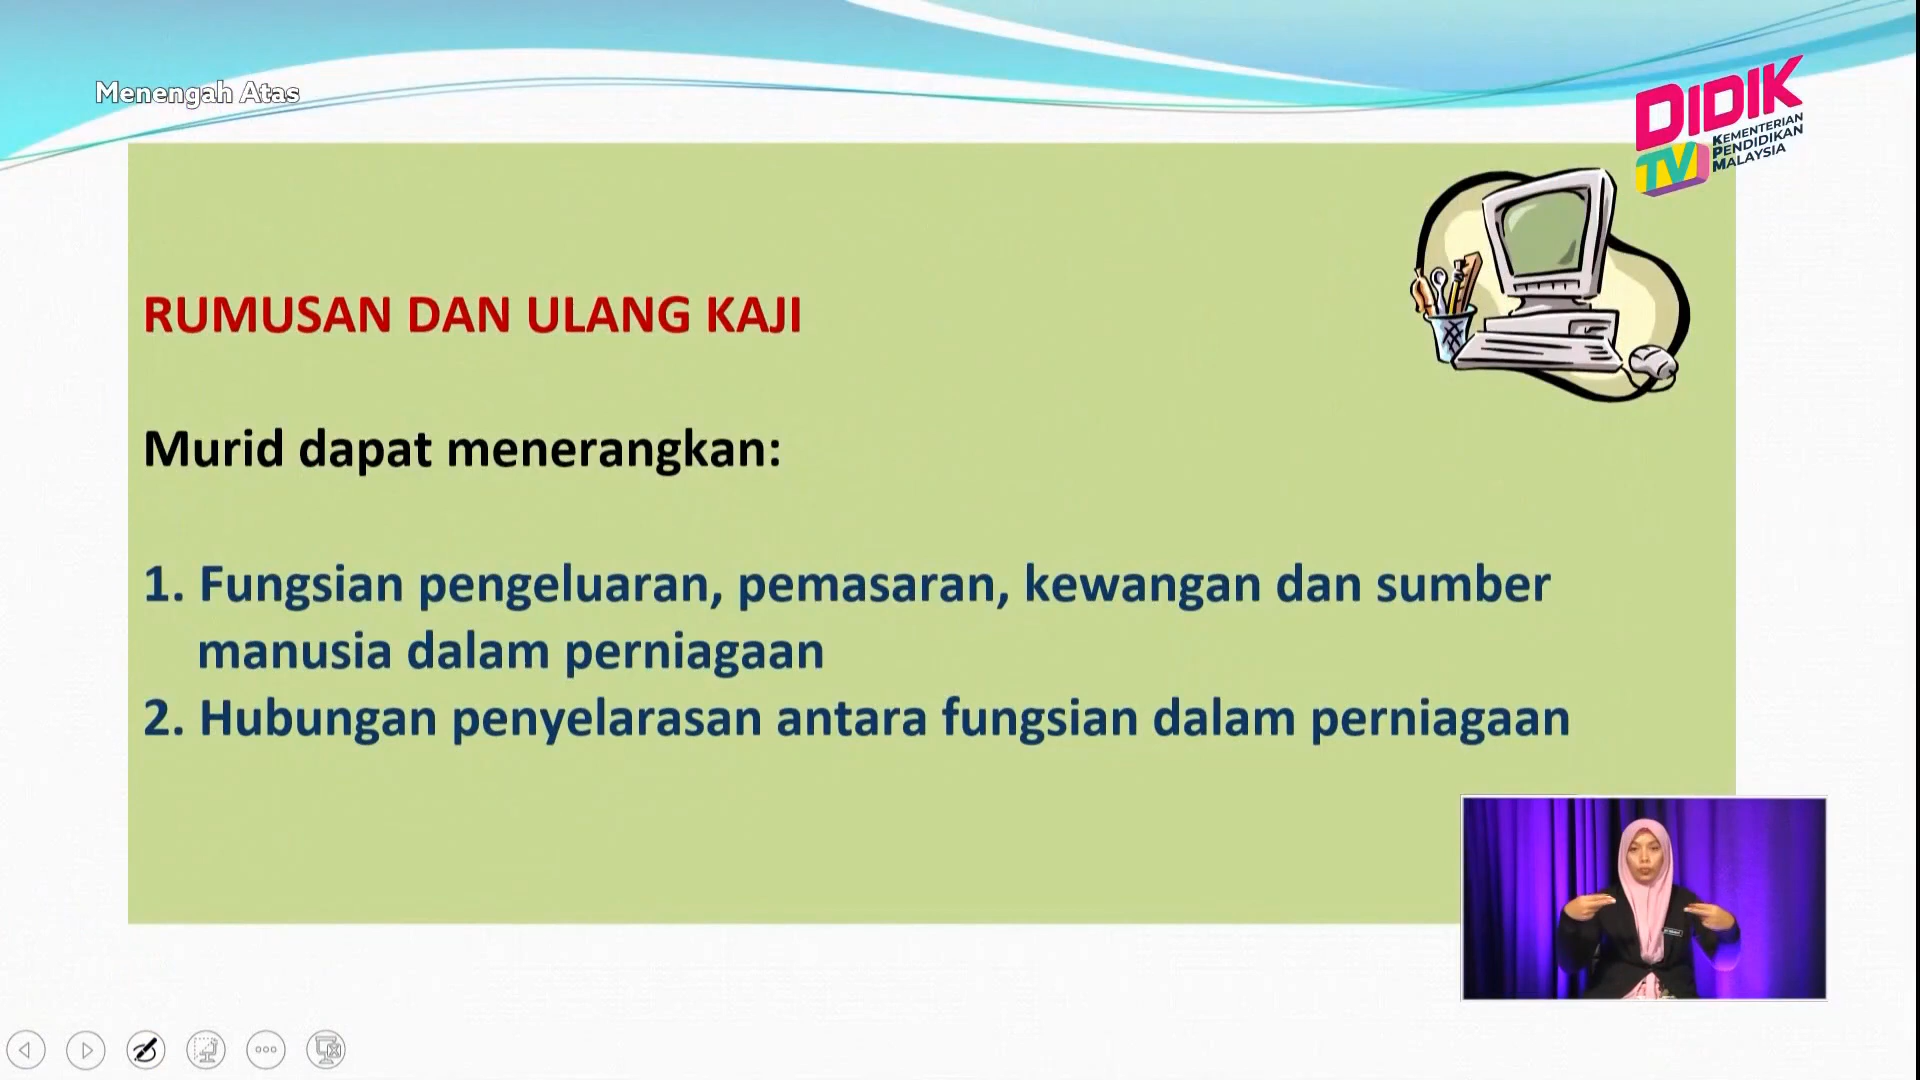 Menengah Atas
DIDIK
TV
KEMENTERIAN
PENDIDIKAN
MALAYSIA
RUMUSAN DAN ULANG KAJI
Murid dapat menerangkan:
1. Fungsian pengeluaran, pemasaran, kewangan dan sumber
manusia dalam perniagaan
2. Hubungan penyelarasan antara fungsian dalam perniagaan